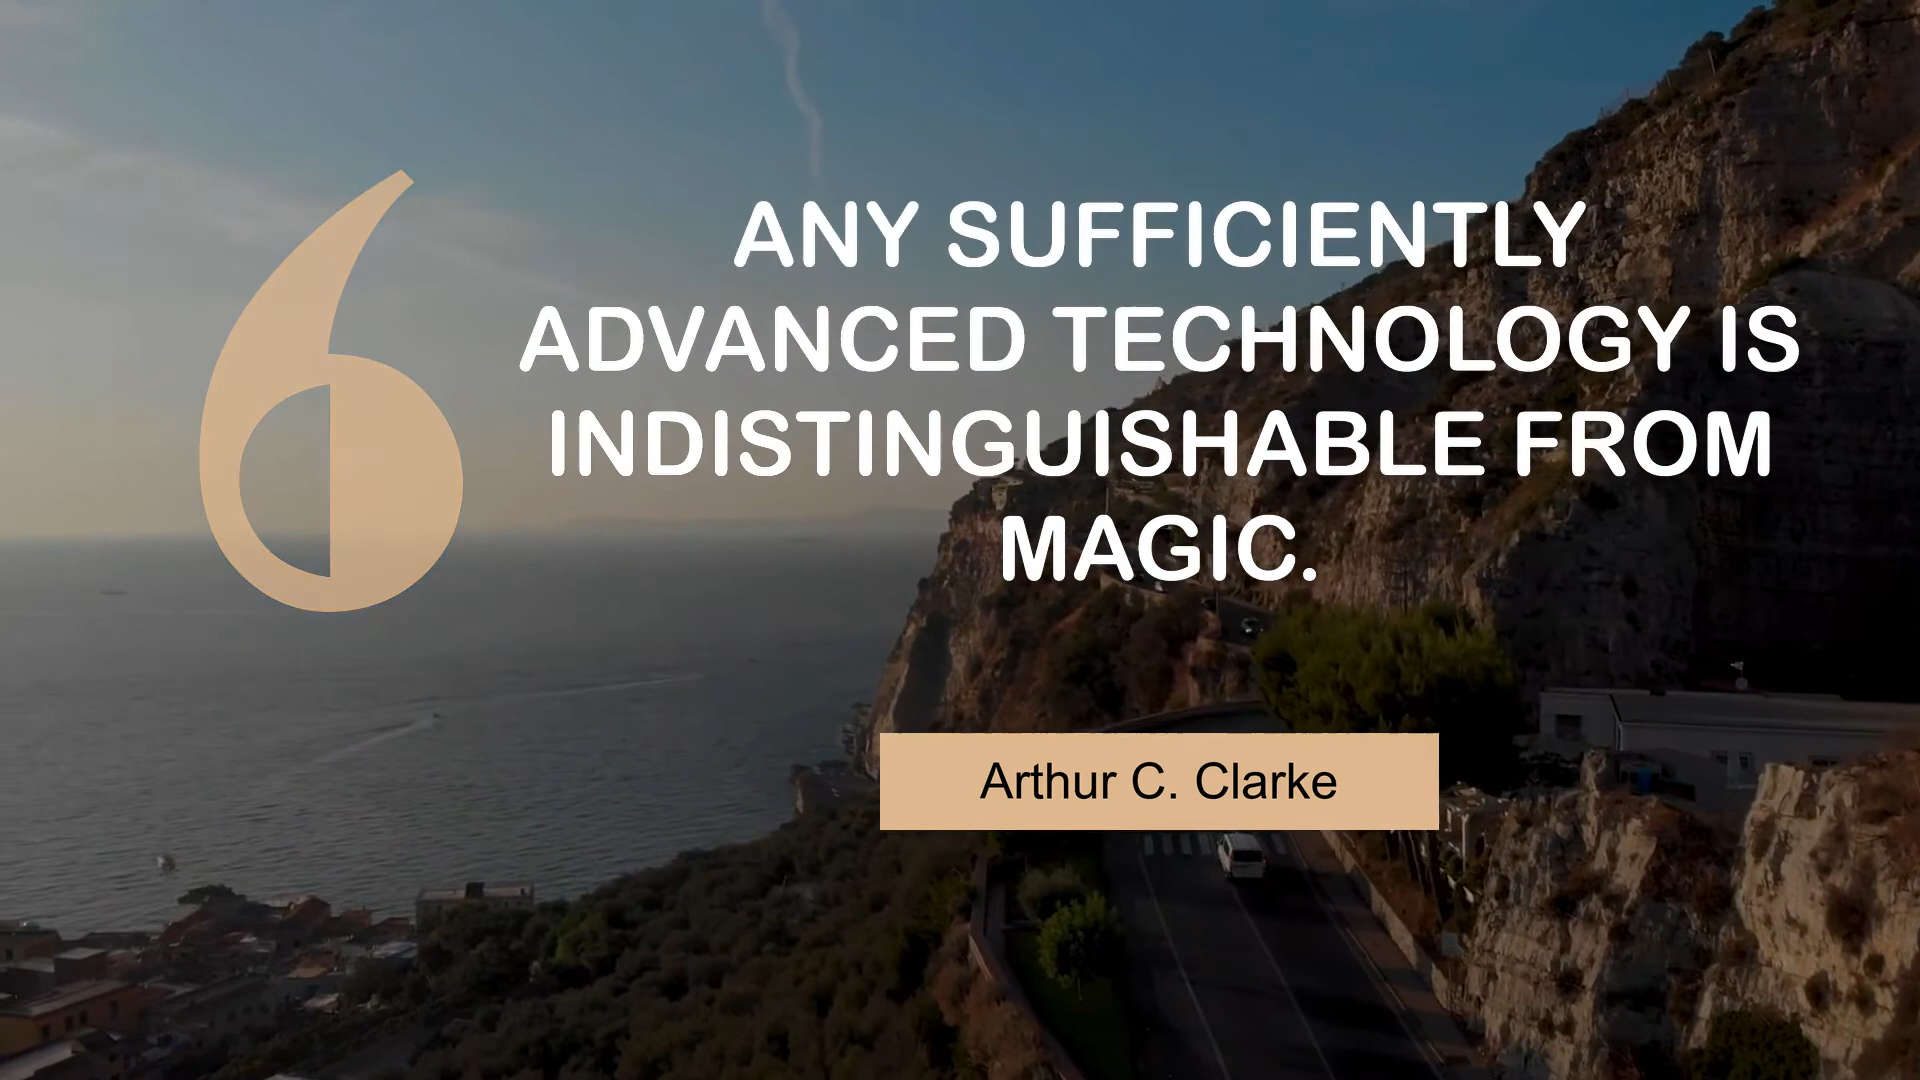 ANY SUFFICIENTLY
ADVANCED TECHNOLOGY IS
INDISTINGUISHABLE FROM
MAGIC.
Arthur C. Clarke